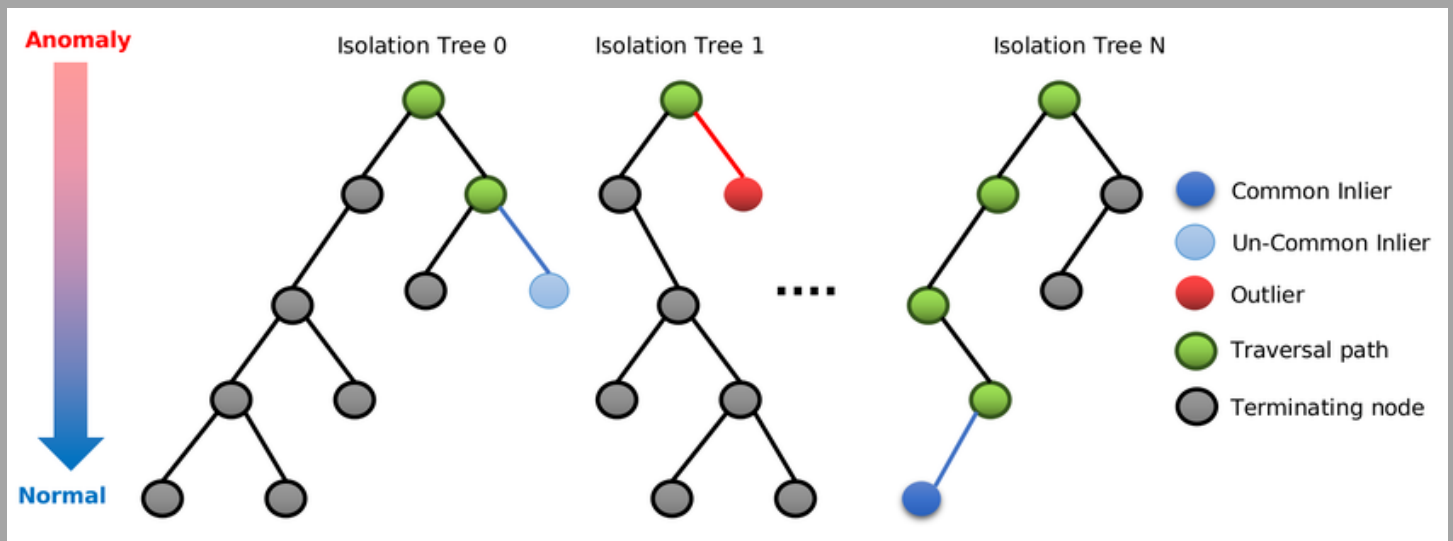 Anomaly
Isolation Tree 0
Isolation Tree 1
Isolation Tree N
Common Inlier
Un-Common Inlier
Outlier
Traversal path
Terminating node
Normal